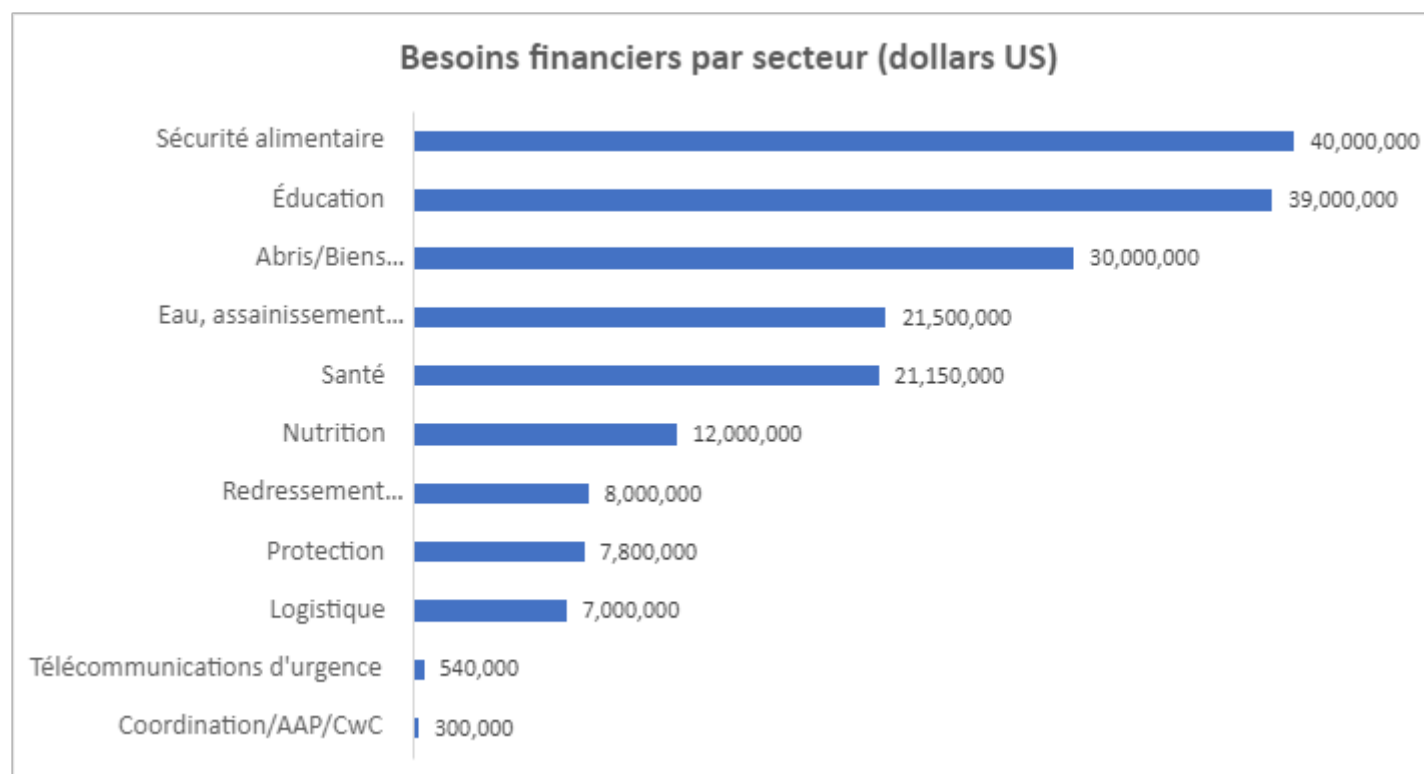 Besoins financiers par secteur (dollars US)
Sécurité alimentaire 40,000,000
Éducation 39,000,000
Abris/Biens... 30,000,000
Eau, assainissement... 21,500,000
Santé 21,150,000
Nutrition 12,000,000
Redressement... 8,000,000
Protection 7,800,000
Logistique 7,000,000
Télécommunications d'urgence 540,000
Coordination/AAP/CwC 300,000